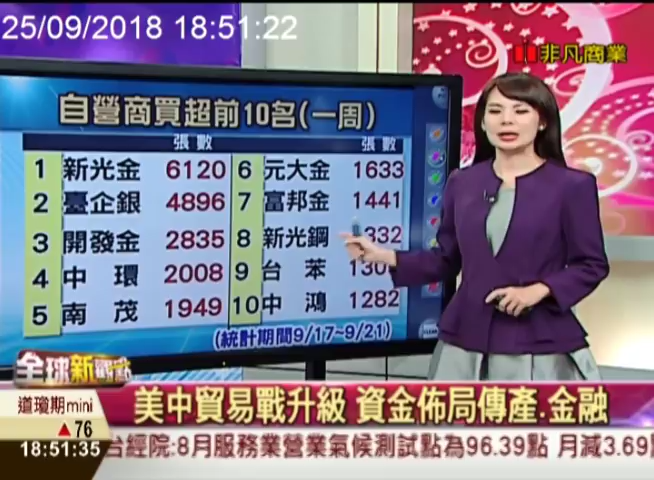 25/09/2018 18:51:22
非凡商業
自營商買超前10名(一周)
張數 張數
1 新光金 6120 6 元大金 1633
2 臺企銀 4896 7 富邦金 1441
3 開發金 2835 8 新光鋼 332
4 中環 2008 9 台苯 130
5 南茂 1949 10 中鴻 1282
(統計期間9/17~9/21)
全球新觀點
美中貿易戰升級 資金佈局傳產.金融
道瓊期mini
▲76
18:51:35
台經院:8月服務業營業氣候測試點為96.39點 月減3.69